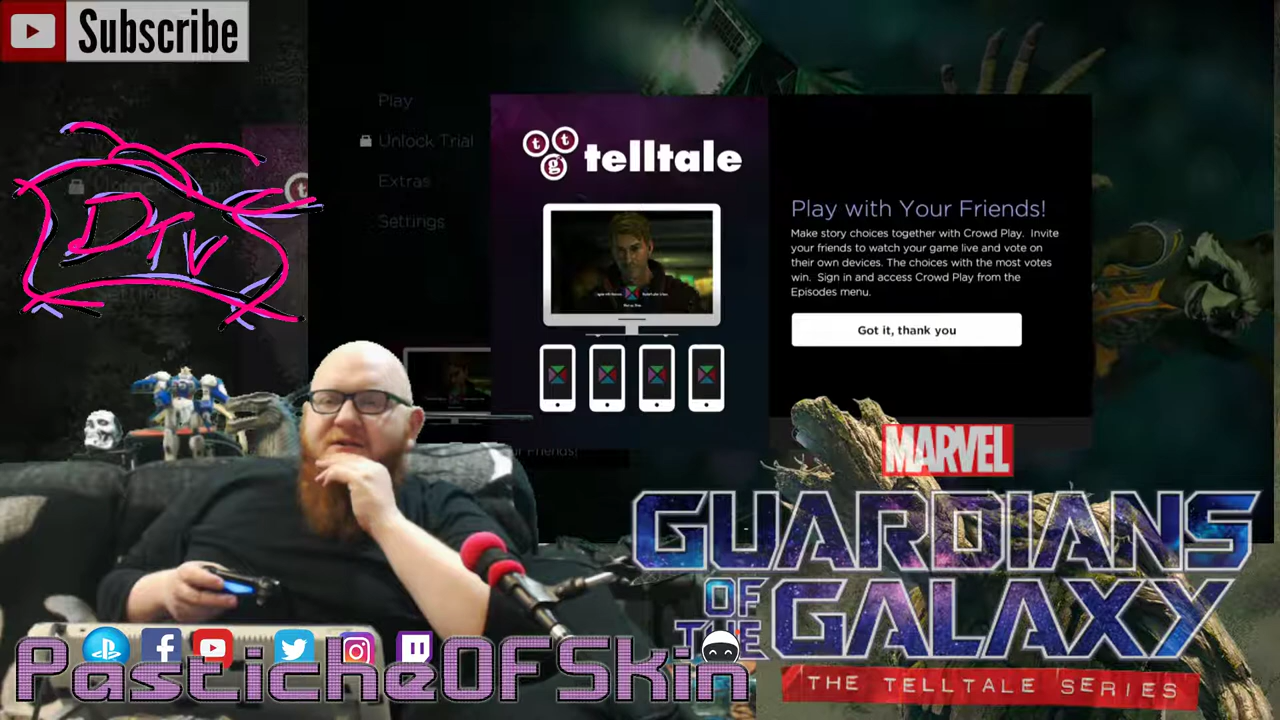 Subscribe
DTV
Play
Unlock Trial
Extras
Settings
t t g telltale
Play with Your Friends!
Make story choices together with Crowd Play. Invite
your friends to watch your game live and vote on
their own devices. The choices with the most votes
win. Sign in and access Crowd Play from the
Episodes menu.
Got it, thank you
MARVEL
GUARDIANS
OF THE GALAXY
THE TELLTALE SERIES
PasticheOFSkin